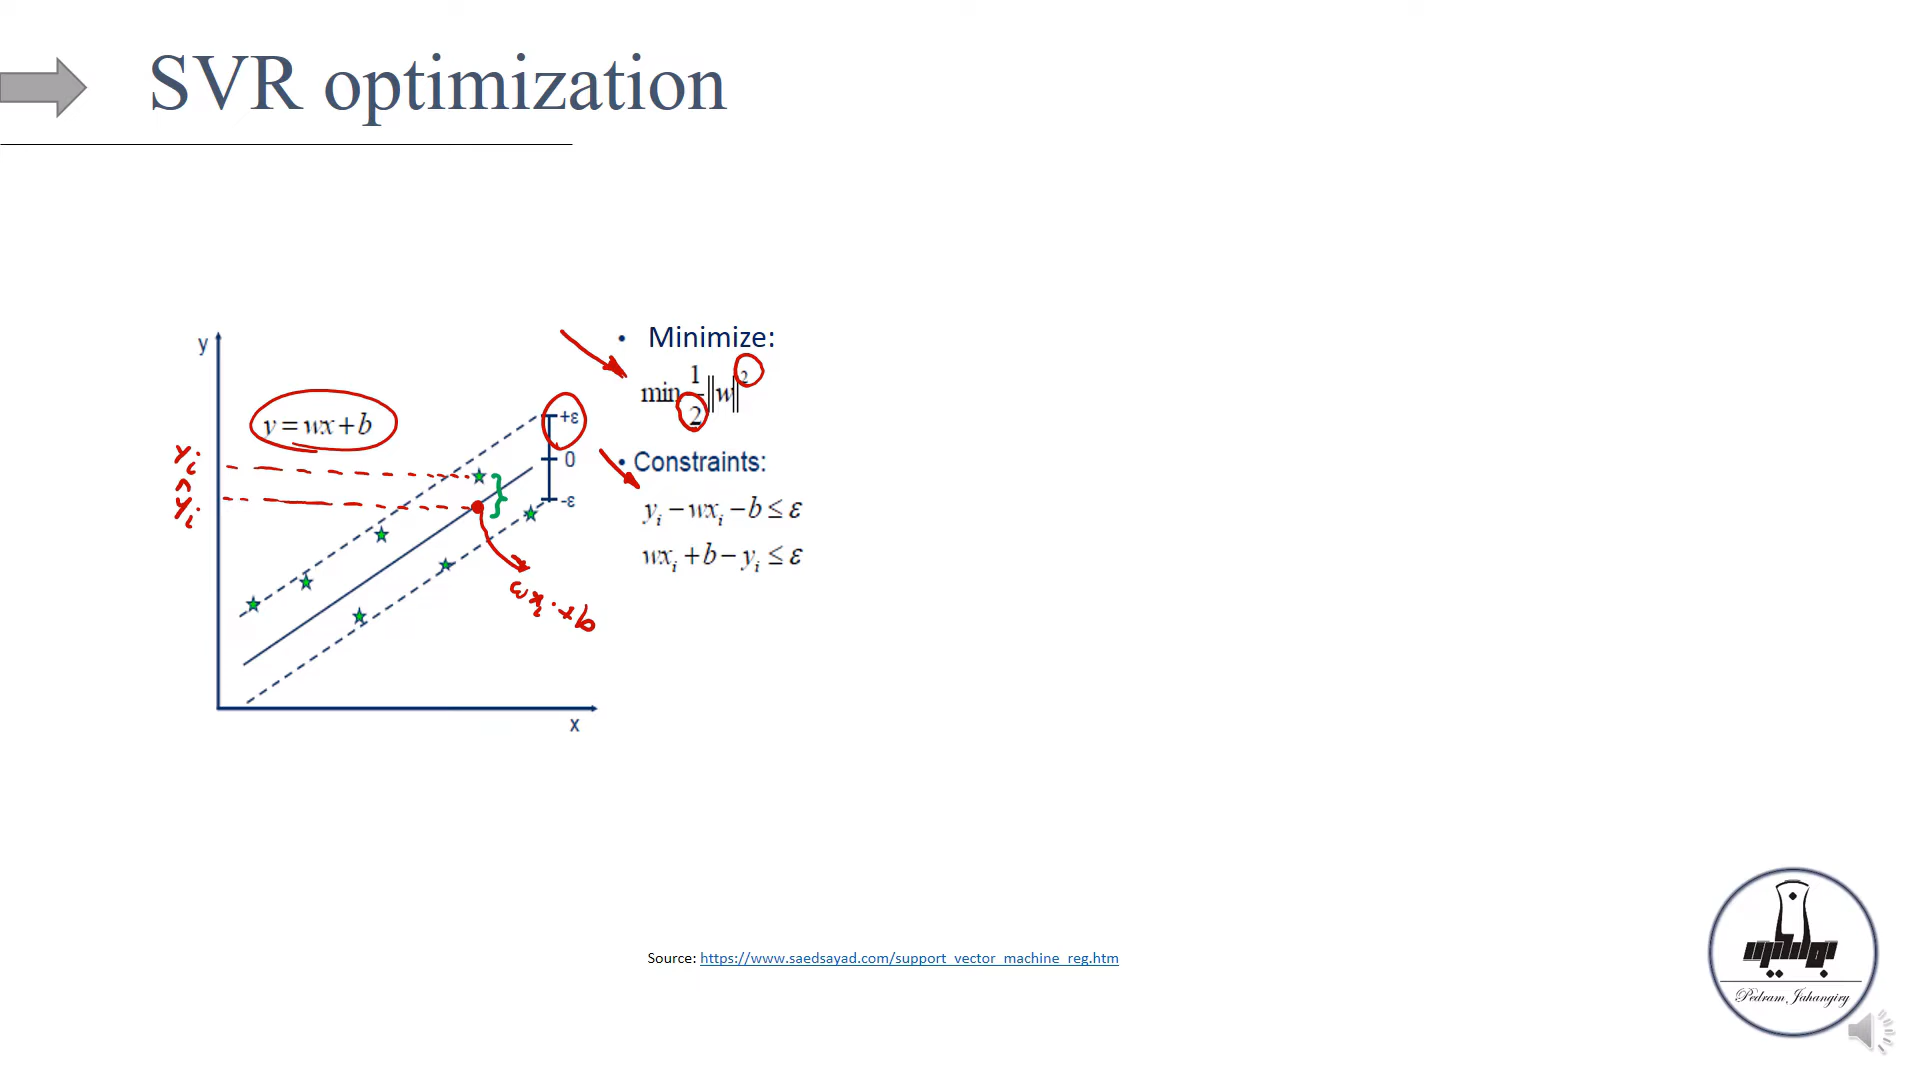 SVR optimization
• Minimize:
min 1/2 ||w||²
• Constraints:
yᵢ − wxᵢ − b ≤ ε
wxᵢ + b − yᵢ ≤ ε
y
y = wx + b
+ε
0
-ε
yᵢ
ŷᵢ
wxᵢ + b
x
Source: https://www.saedsayad.com/support_vector_machine_reg.htm
Pedram Jahangiry